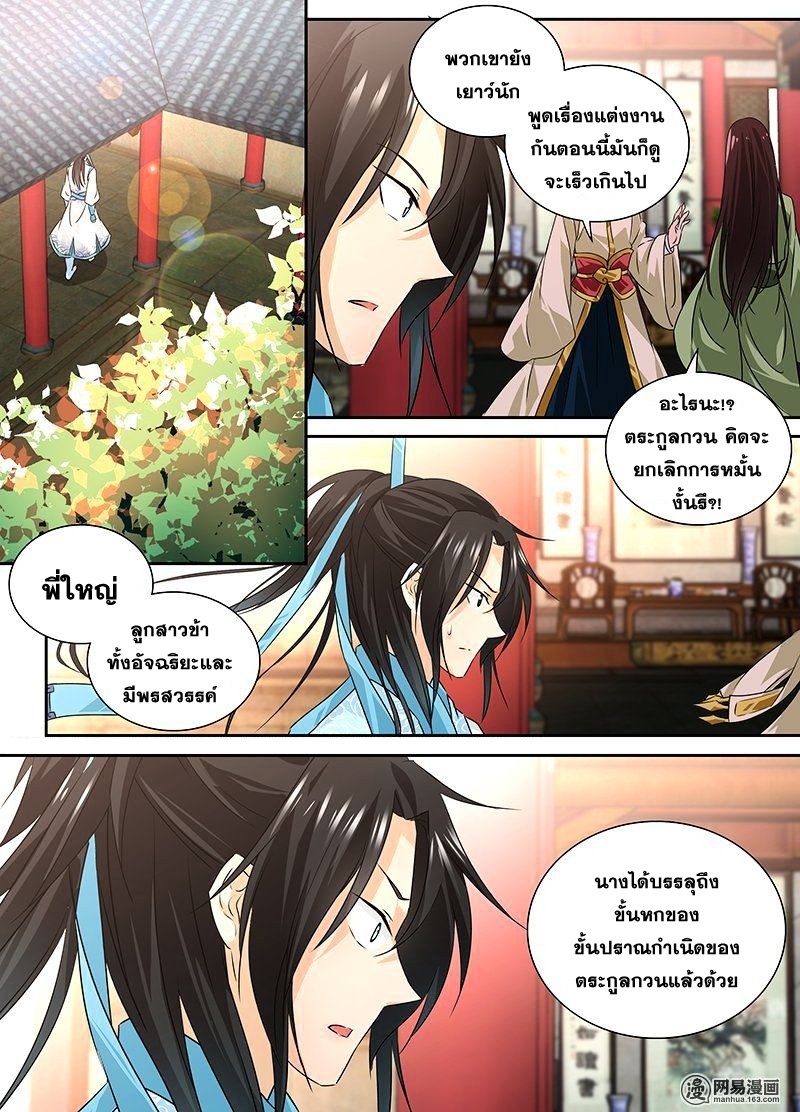 พวกเขายัง
เยาว์นัก
พูดเรื่องแต่งงาน
กันตอนนี้มันก็ดู
จะเร็วเกินไป
อะไรนะ!?
ตระกูลกวน คิดจะ
ยกเลิกการหมั้น
งั้นรึ?!
พี่ใหญ่
ลูกสาวข้า
ทั้งอัจฉริยะและ
มีพรสวรรค์
นางได้บรรลุถึง
ขั้นหกของ
ขั้นปราณกำเนิดของ
ตระกูลกวนแล้วด้วย
漫 网易漫画
manhua.163.com